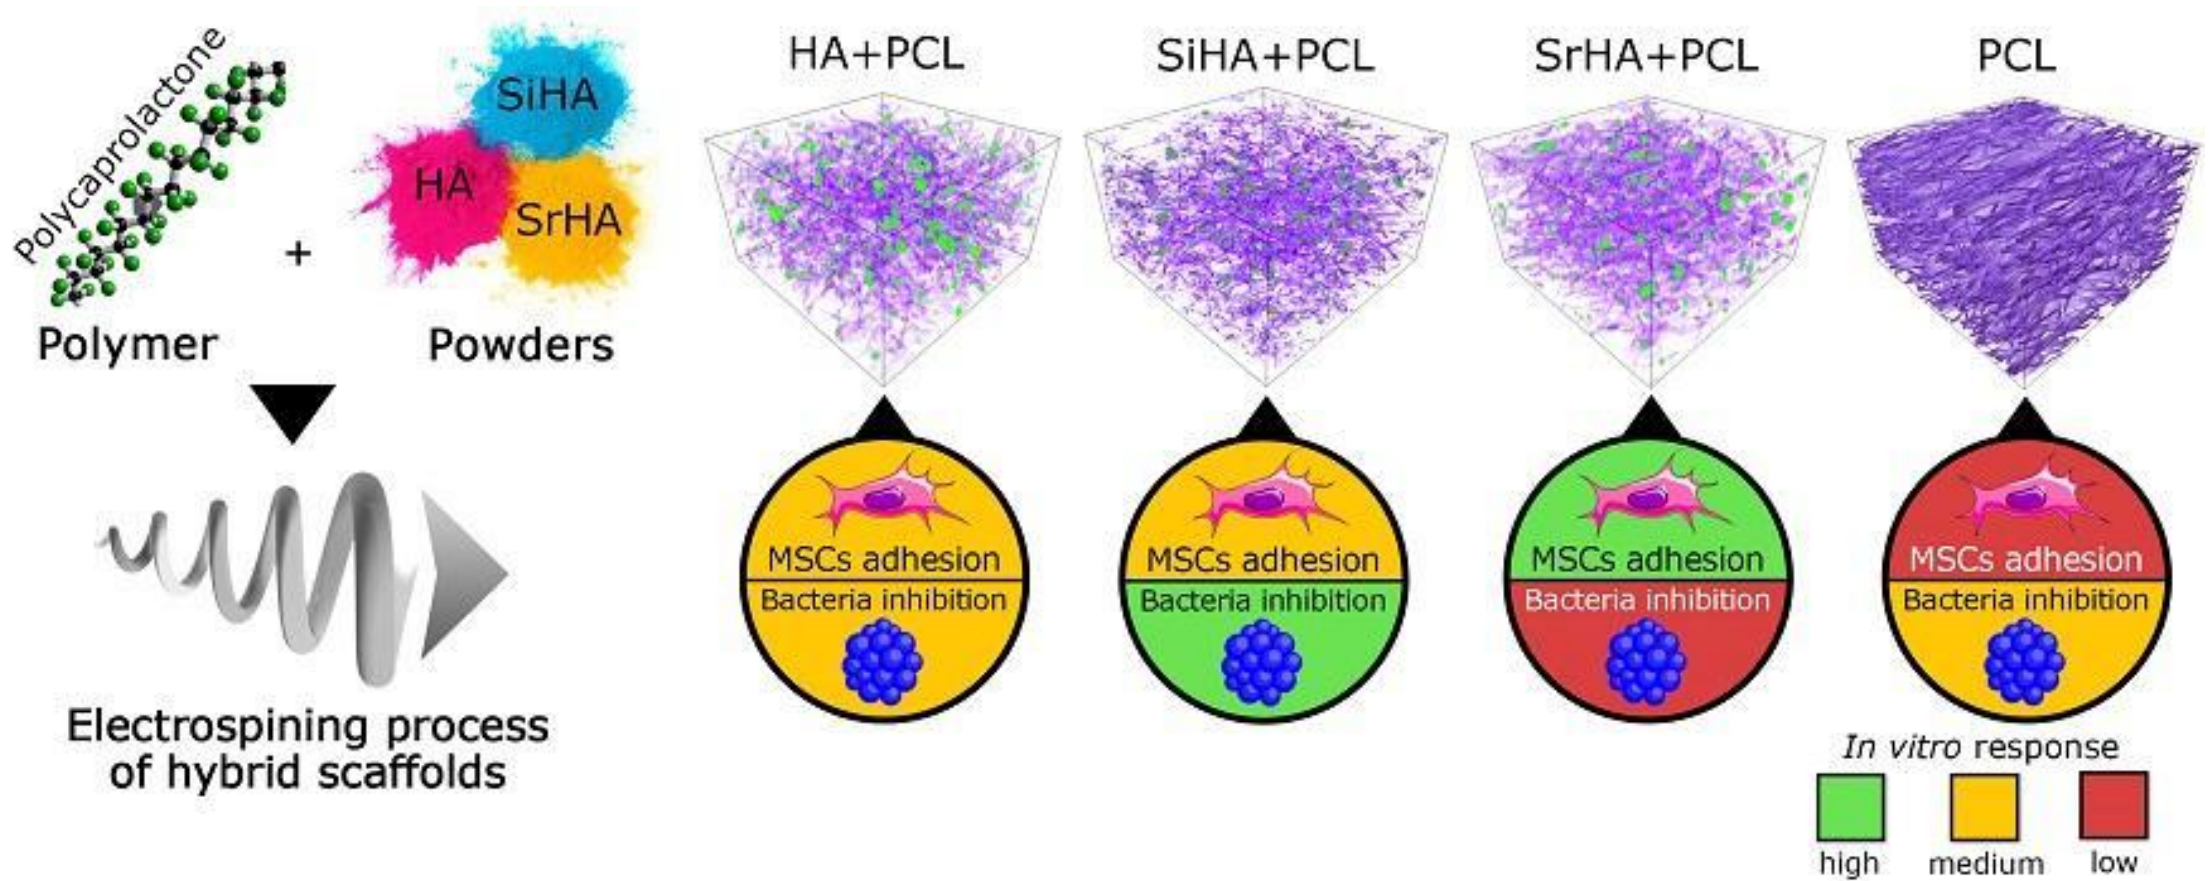 Polycaprolactone
+
Polymer
SiHA
HA
SrHA
Powders
Electrospining process
of hybrid scaffolds
HA+PCL
SiHA+PCL
SrHA+PCL
PCL
MSCs adhesion
Bacteria inhibition
MSCs adhesion
Bacteria inhibition
MSCs adhesion
Bacteria inhibition
MSCs adhesion
Bacteria inhibition
In vitro response
high
medium
low